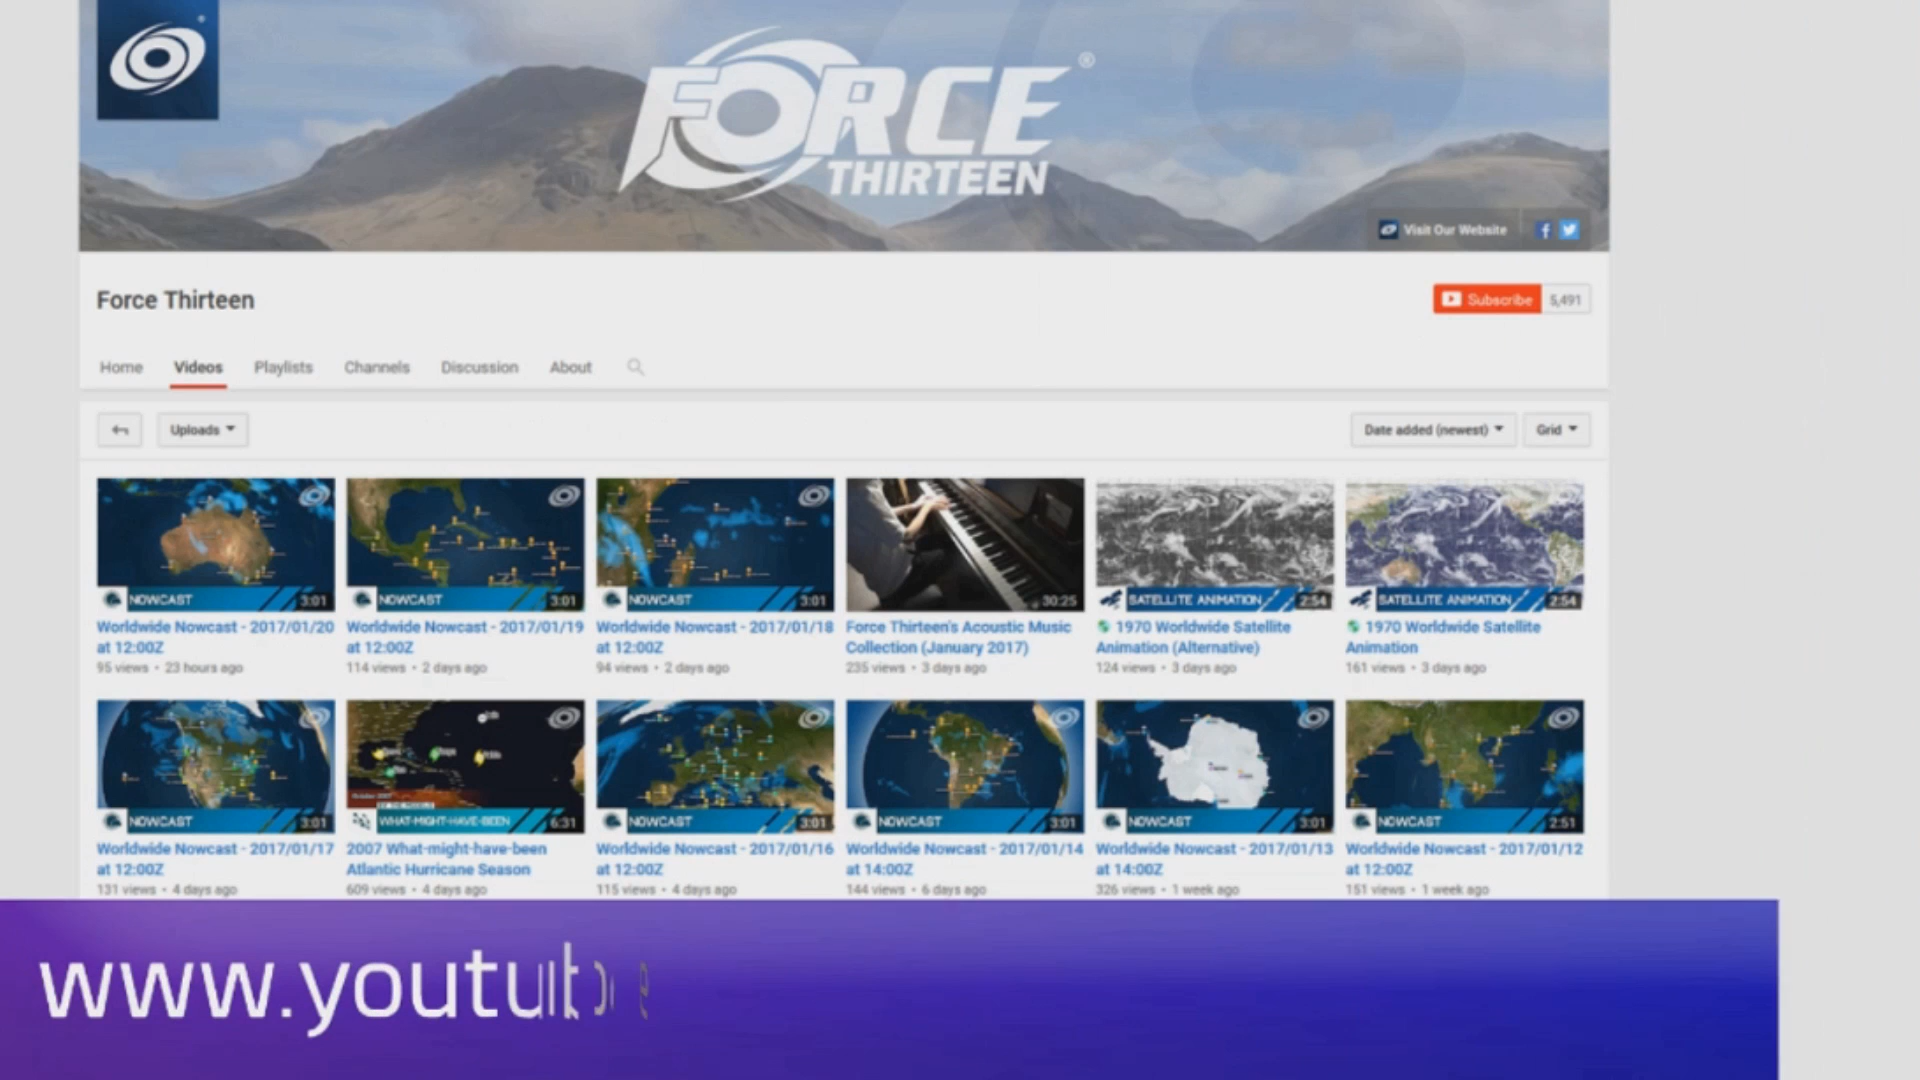 FORCE
THIRTEEN
Visit Our Website
Force Thirteen
Subscribe 5,491
Home Videos Playlists Channels Discussion About
Uploads Date added (newest) Grid
NOWCAST 3:01
NOWCAST 3:01
NOWCAST 3:01
30:25
SATELLITE ANIMATION 2:54
SATELLITE ANIMATION 2:54
Worldwide Nowcast - 2017/01/20
at 12:00Z
95 views • 23 hours ago
Worldwide Nowcast - 2017/01/19
at 12:00Z
114 views • 2 days ago
Worldwide Nowcast - 2017/01/18
at 12:00Z
94 views • 2 days ago
Force Thirteen's Acoustic Music
Collection (January 2017)
235 views • 3 days ago
1970 Worldwide Satellite
Animation (Alternative)
124 views • 3 days ago
1970 Worldwide Satellite
Animation
161 views • 3 days ago
NOWCAST 3:01
WHAT-MIGHT-HAVE-BEEN 6:31
NOWCAST 3:01
NOWCAST 3:01
NOWCAST 3:01
NOWCAST 2:51
Worldwide Nowcast - 2017/01/17
at 12:00Z
131 views • 4 days ago
2007 What-might-have-been
Atlantic Hurricane Season
609 views • 4 days ago
Worldwide Nowcast - 2017/01/16
at 12:00Z
115 views • 4 days ago
Worldwide Nowcast - 2017/01/14
at 14:00Z
144 views • 6 days ago
Worldwide Nowcast - 2017/01/13
at 14:00Z
326 views • 1 week ago
Worldwide Nowcast - 2017/01/12
at 12:00Z
151 views • 1 week ago
www.youtube